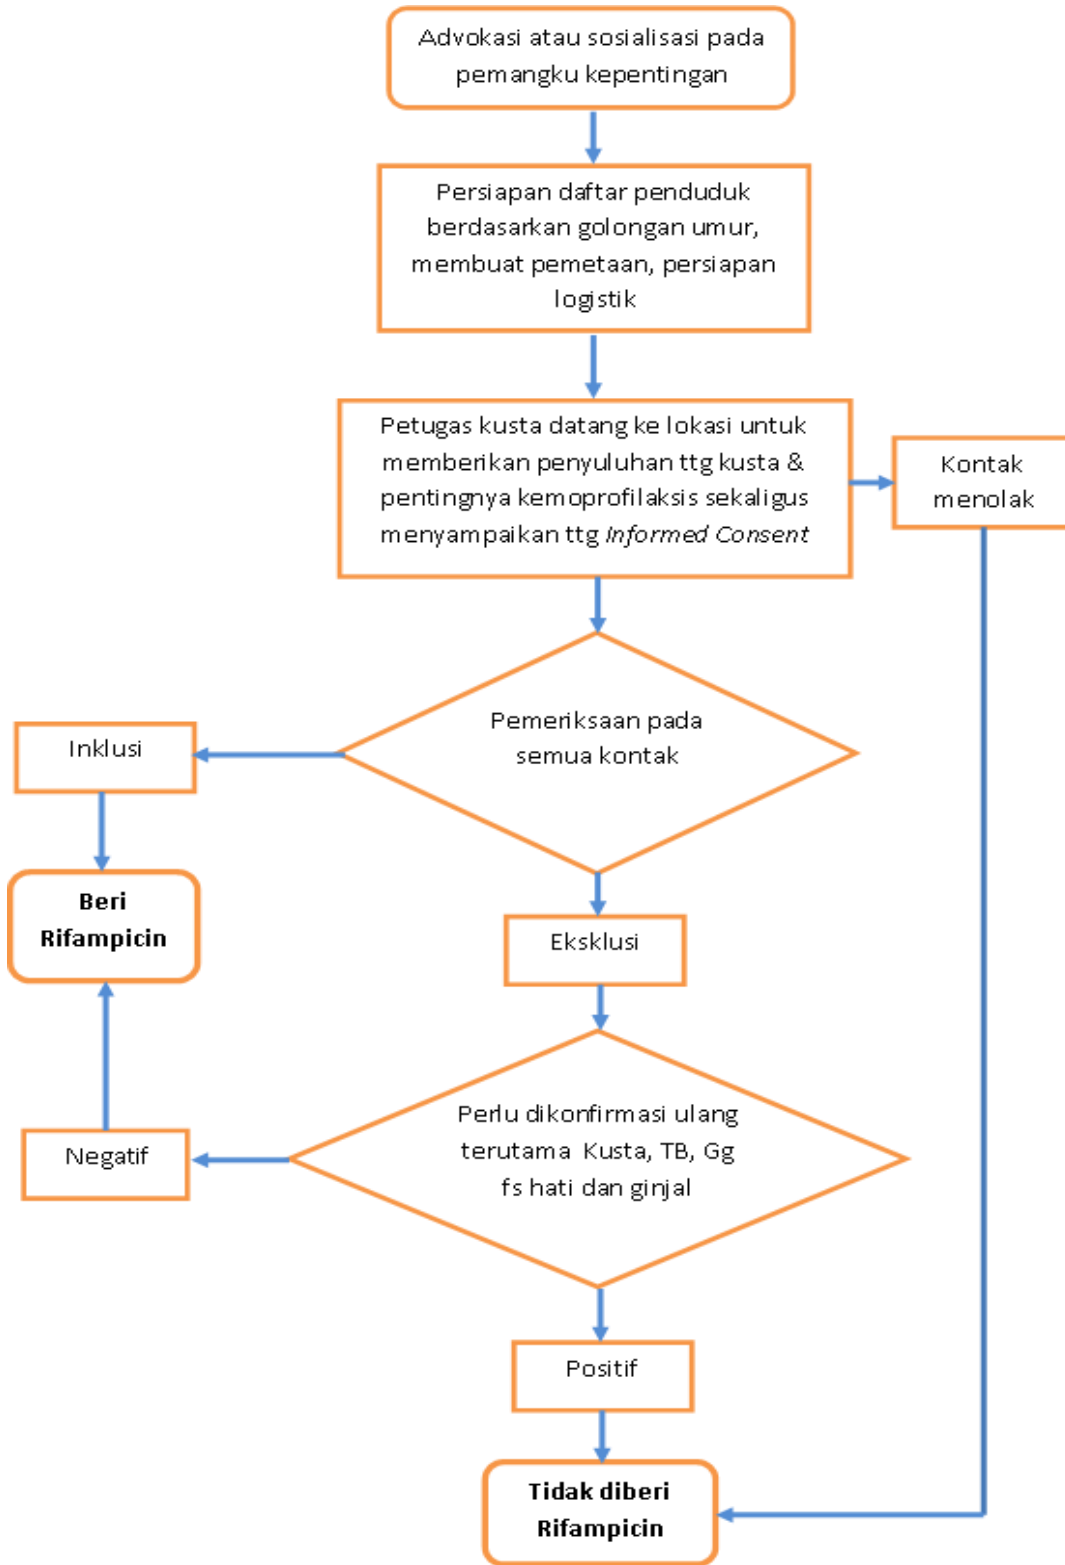 Advokasi atau sosialisasi pada
pemangku kepentingan
Persiapan daftar penduduk
berdasarkan golongan umur,
membuat pemetaan, persiapan
logistik
Petugas kusta datang ke lokasi untuk
memberikan penyuluhan ttg kusta &
pentingnya kemoprofilaksis sekaligus
menyampaikan ttg Informed Consent
Kontak
menolak
Pemeriksaan pada
semua kontak
Inklusi
Beri
Rifampicin
Eksklusi
Perlu dikonfirmasi ulang
terutama Kusta, TB, Gg
fs hati dan ginjal
Negatif
Positif
Tidak diberi
Rifampicin